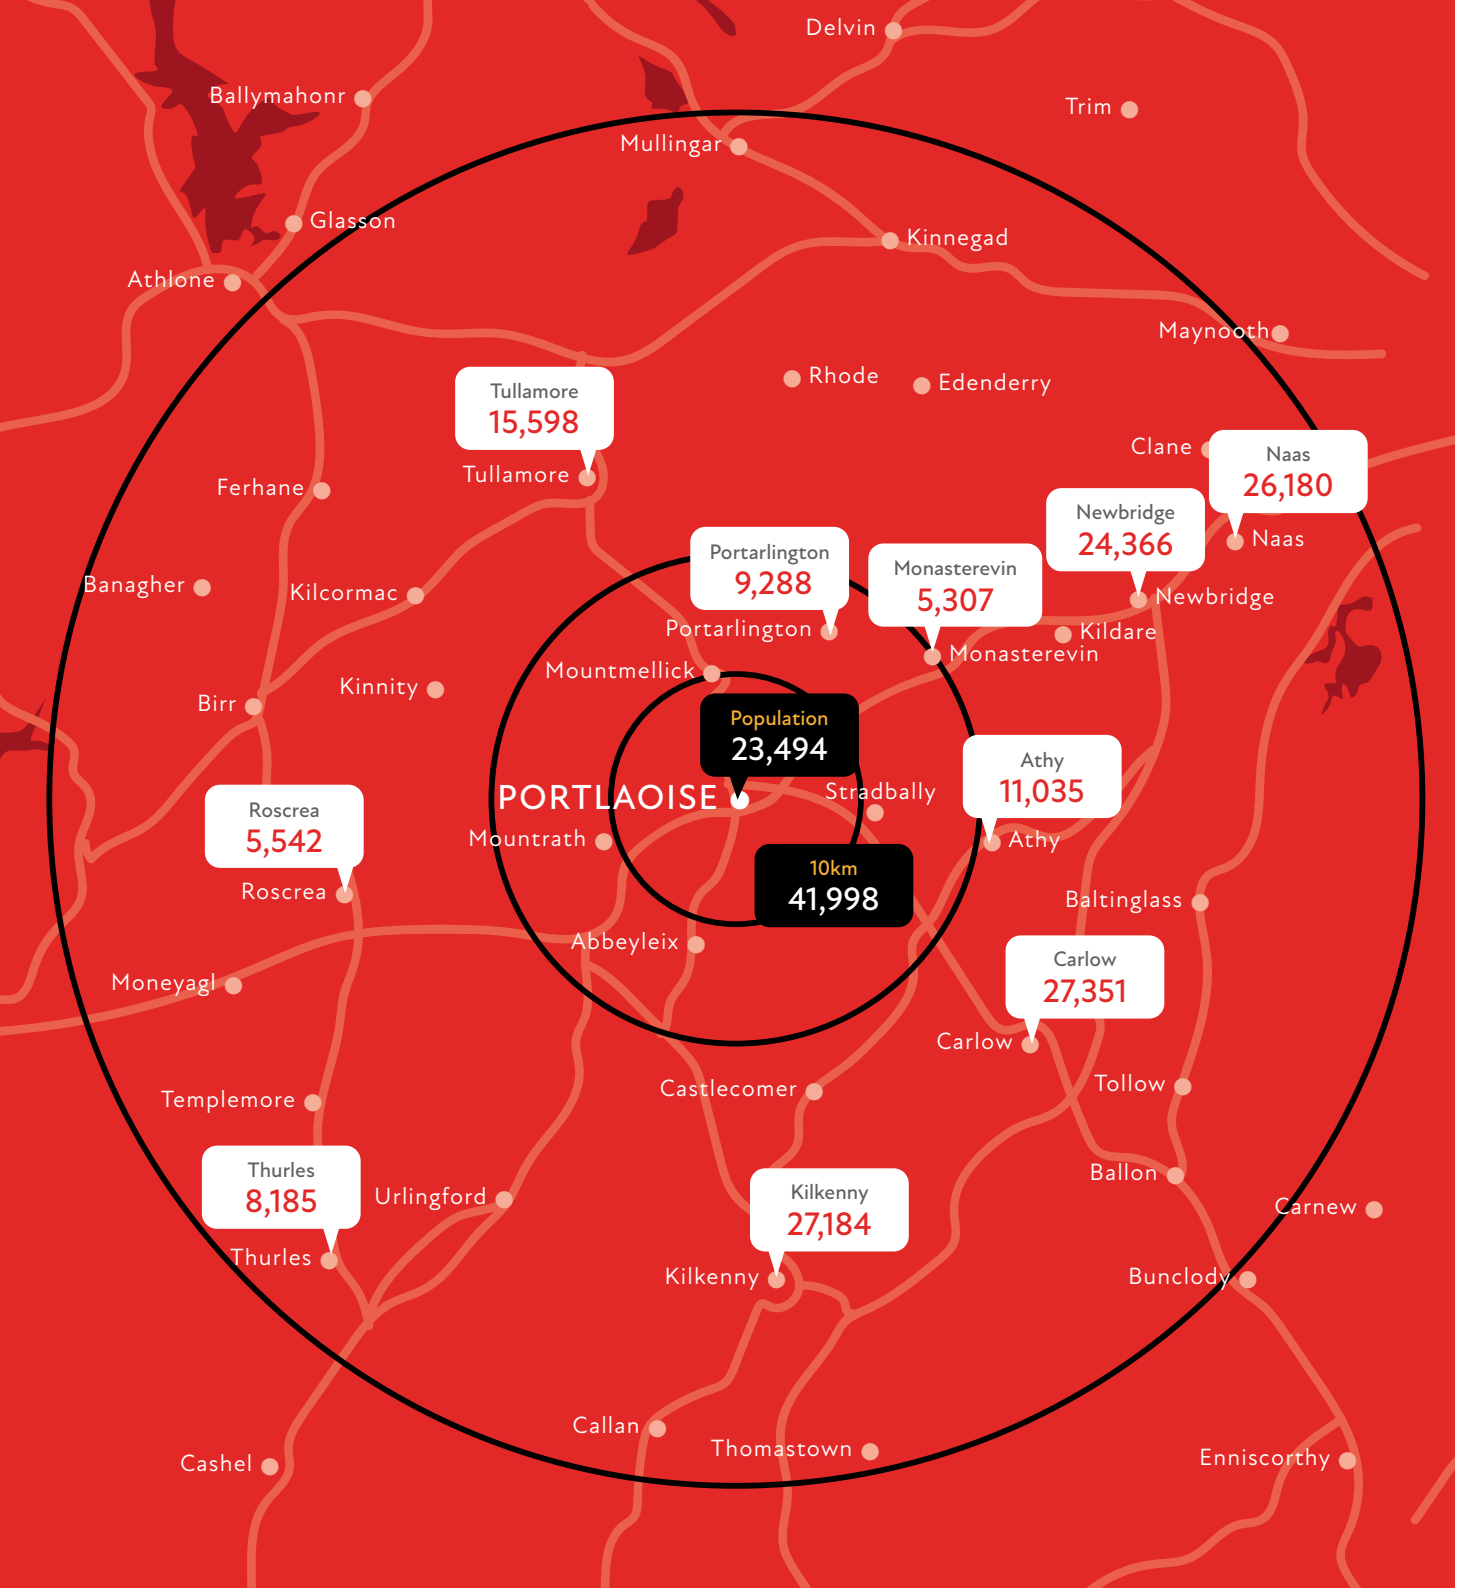 Delvin
Ballymahonr
Trim
Mullingar
Glasson
Kinnegad
Athlone
Maynooth
Rhode
Edenderry
Tullamore
15,598
Tullamore
Clane
Naas
26,180
Naas
Ferhane
Newbridge
24,366
Newbridge
Portarlington
9,288
Portarlington
Monasterevin
5,307
Monasterevin
Kildare
Banagher
Kilcormac
Mountmellick
Kinnity
Birr
Population
23,494
PORTLAOISE
Stradbally
Athy
11,035
Athy
Roscrea
5,542
Roscrea
Mountrath
10km
41,998
Baltinglass
Abbeyleix
Moneyagl
Carlow
27,351
Carlow
Castlecomer
Tollow
Templemore
Thurles
8,185
Thurles
Urlingford
Ballon
Kilkenny
27,184
Kilkenny
Carnew
Bunclody
Callan
Thomastown
Cashel
Enniscorthy